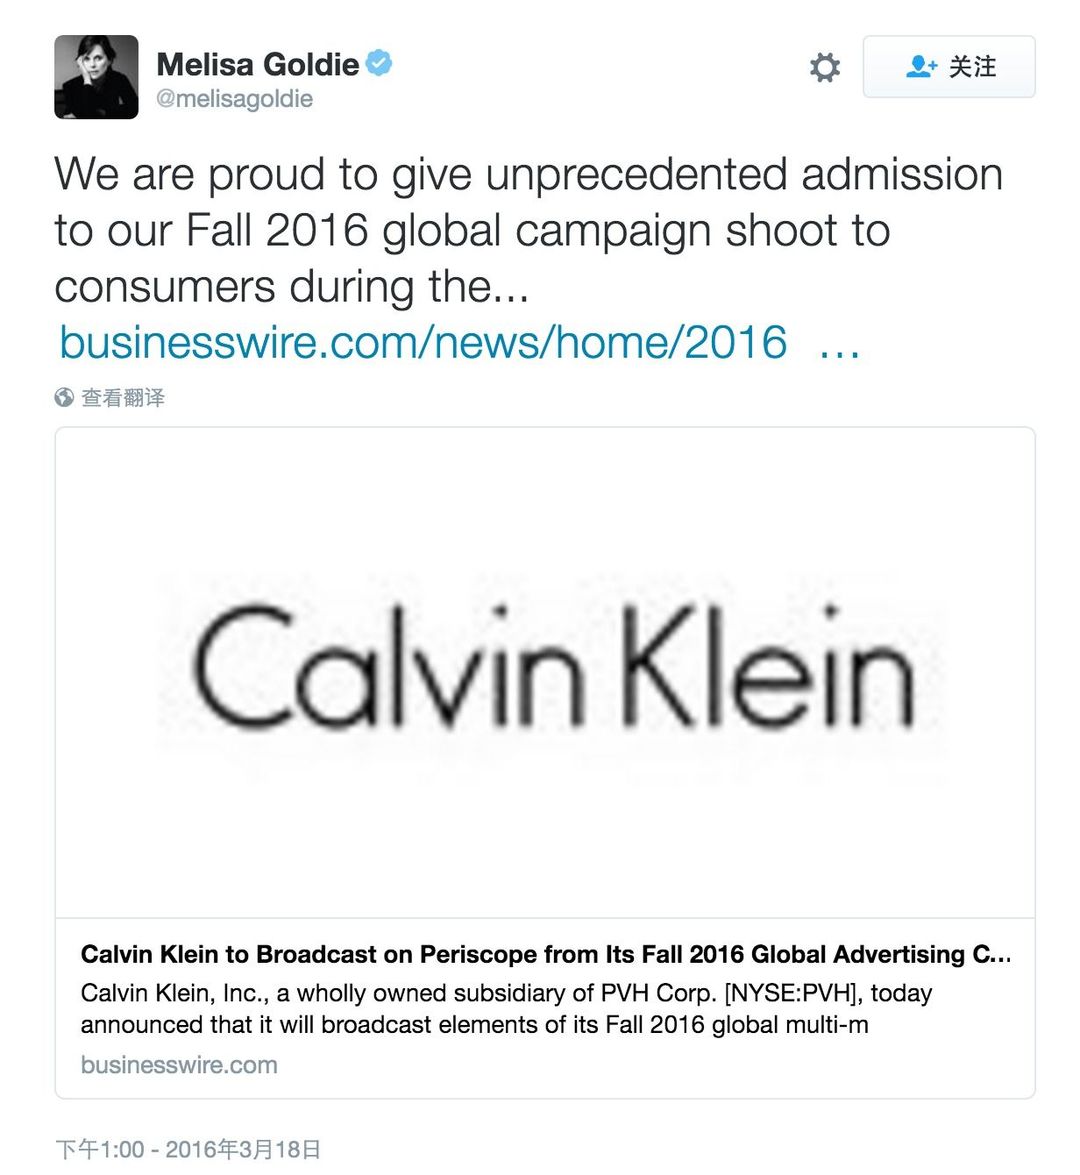 Melisa Goldie
@melisagoldie
关注
We are proud to give unprecedented admission
to our Fall 2016 global campaign shoot to
consumers during the...
businesswire.com/news/home/2016 ...
查看翻译
Calvin Klein
Calvin Klein to Broadcast on Periscope from Its Fall 2016 Global Advertising C...
Calvin Klein, Inc., a wholly owned subsidiary of PVH Corp. [NYSE:PVH], today
announced that it will broadcast elements of its Fall 2016 global multi-m
businesswire.com
下午1:00 - 2016年3月18日